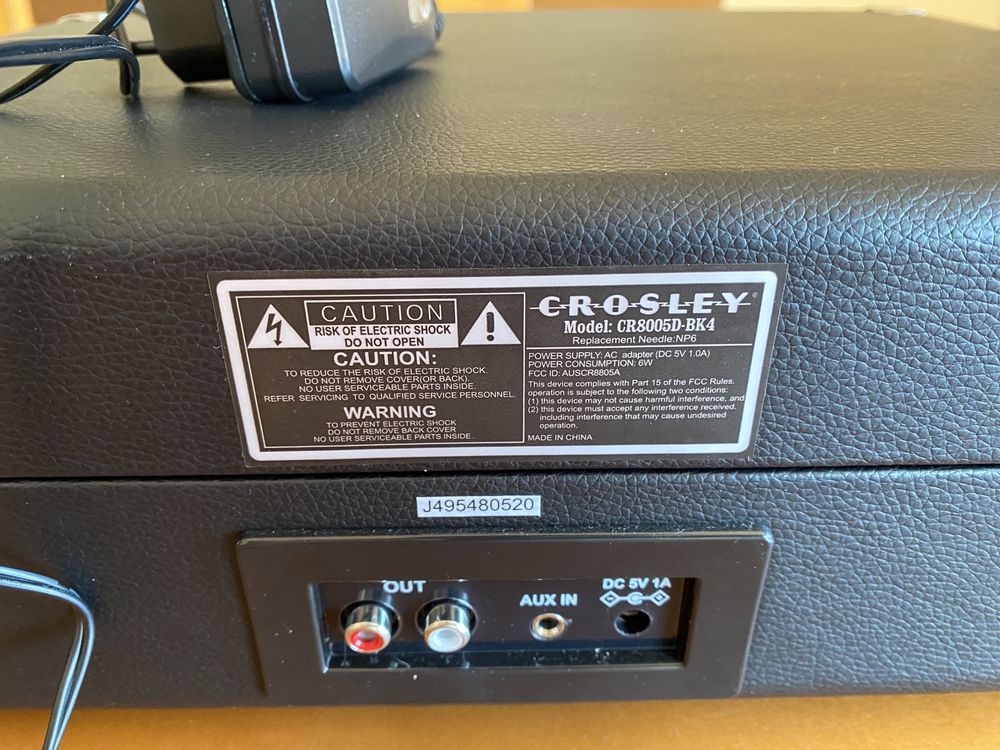 CAUTION
RISK OF ELECTRIC SHOCK
DO NOT OPEN
CAUTION:
TO REDUCE THE RISK OF ELECTRIC SHOCK.
DO NOT REMOVE COVER(OR BACK).
NO USER SERVICEABLE PARTS INSIDE.
REFER SERVICING TO QUALIFIED SERVICE PERSONNEL.
WARNING
TO PREVENT ELECTRIC SHOCK
DO NOT REMOVE BACK COVER
NO USER SERVICEABLE PARTS INSIDE.
CROSLEY®
Model: CR8005D-BK4
Replacement Needle:NP6
POWER SUPPLY: AC adapter (DC 5V 1.0A)
POWER CONSUMPTION: 6W
FCC ID: AUSCR8805A
This device complies with Part 15 of the FCC Rules.
operation is subject to the following two conditions:
(1) this device may not cause harmful interference, and
(2) this device must accept any interference received.
including interference that may cause undesired
operation.
MADE IN CHINA
J495480520
OUT
AUX IN
DC 5V 1A